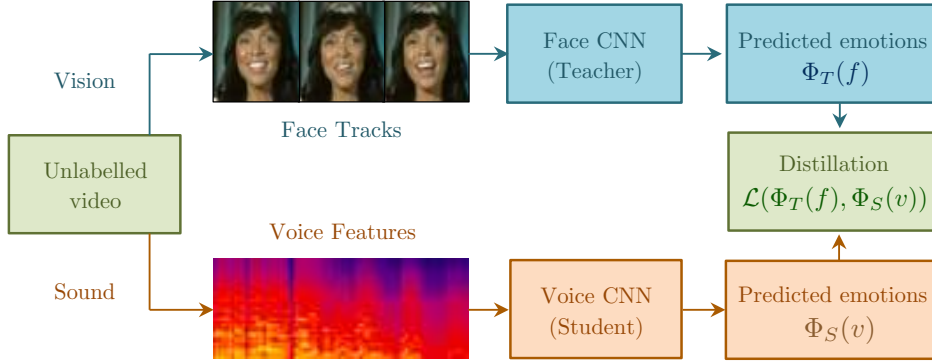 Vision
Face Tracks
Face CNN
(Teacher)
Predicted emotions
Φ_T(f)
Unlabelled
video
Distillation
ℒ(Φ_T(f), Φ_S(v))
Sound
Voice Features
Voice CNN
(Student)
Predicted emotions
Φ_S(v)